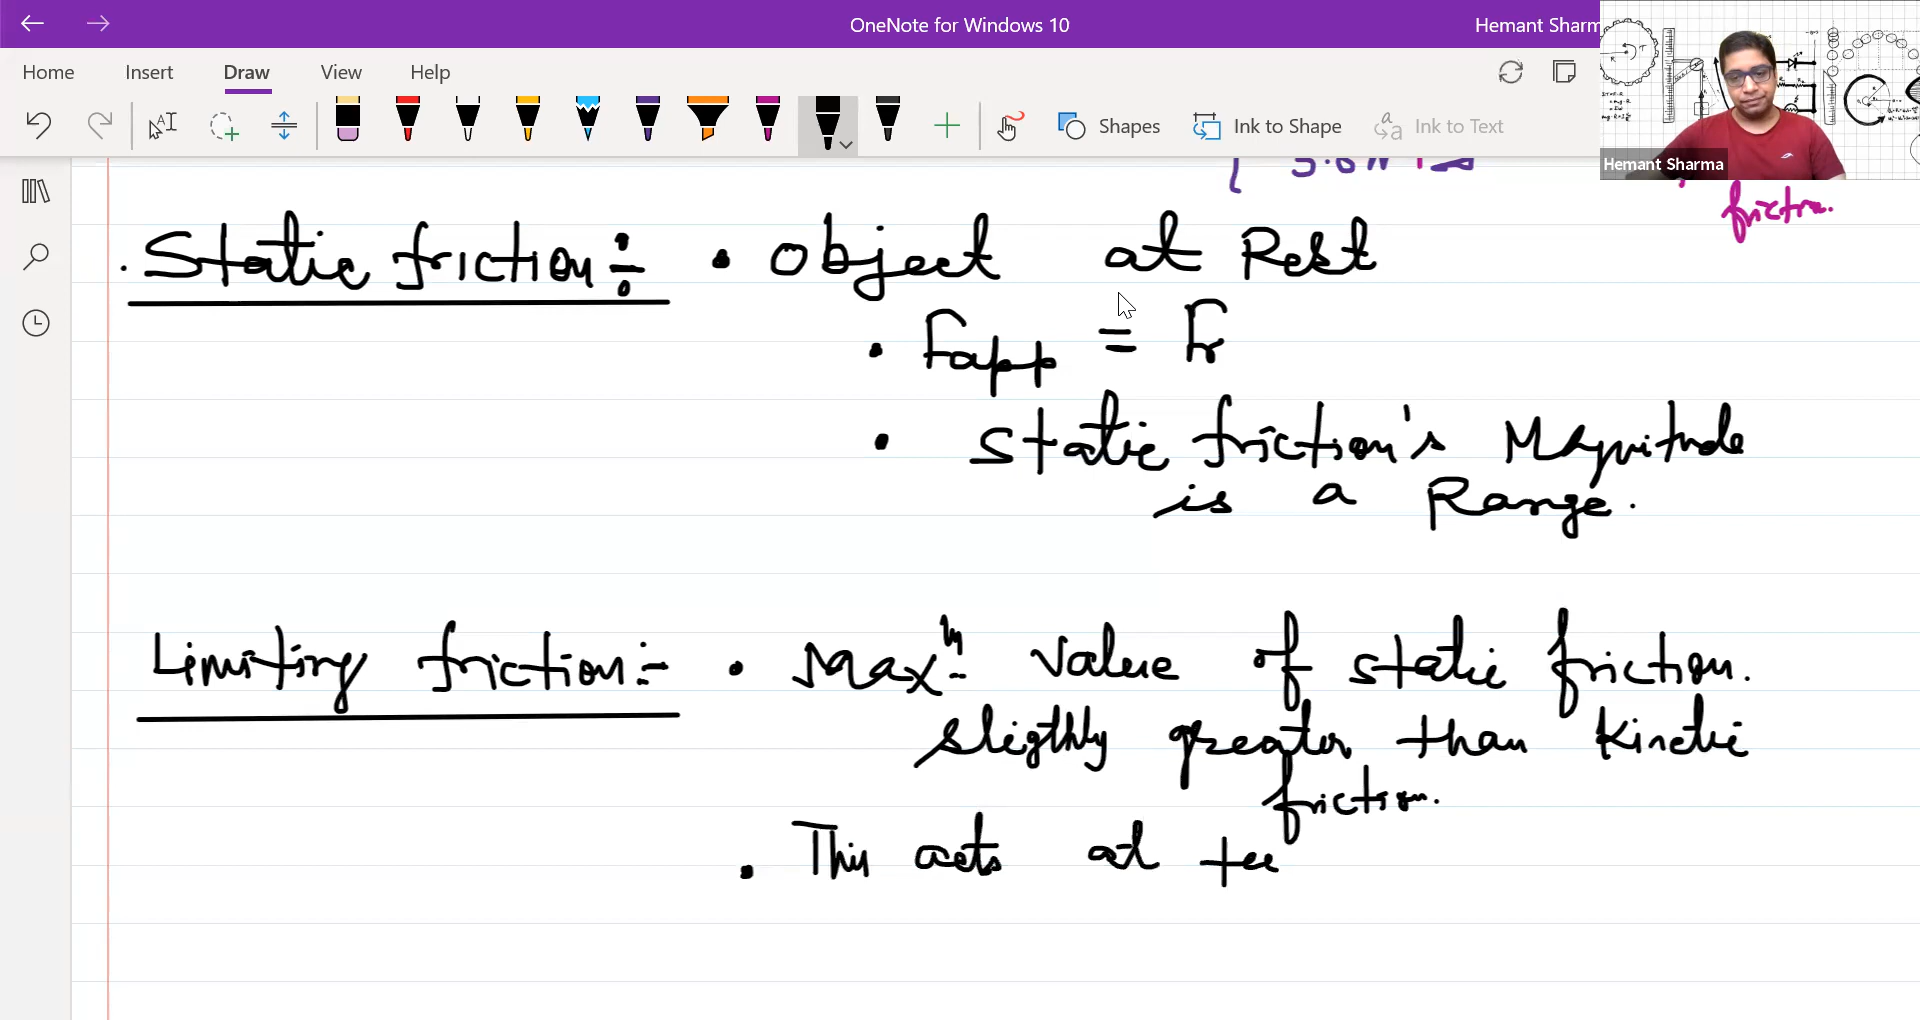 OneNote for Windows 10
Hemant Sharm
Home Insert Draw View Help
Shapes Ink to Shape Ink to Text
Hemant Sharma
friction.
Static friction:- • Object at Rest
• Fapp = Fr
• Static friction's Magnitude
is a Range.
Limiting friction:- • Maxm value of static friction.
sligthly greater than Kinetic
friction.
• This acts at te